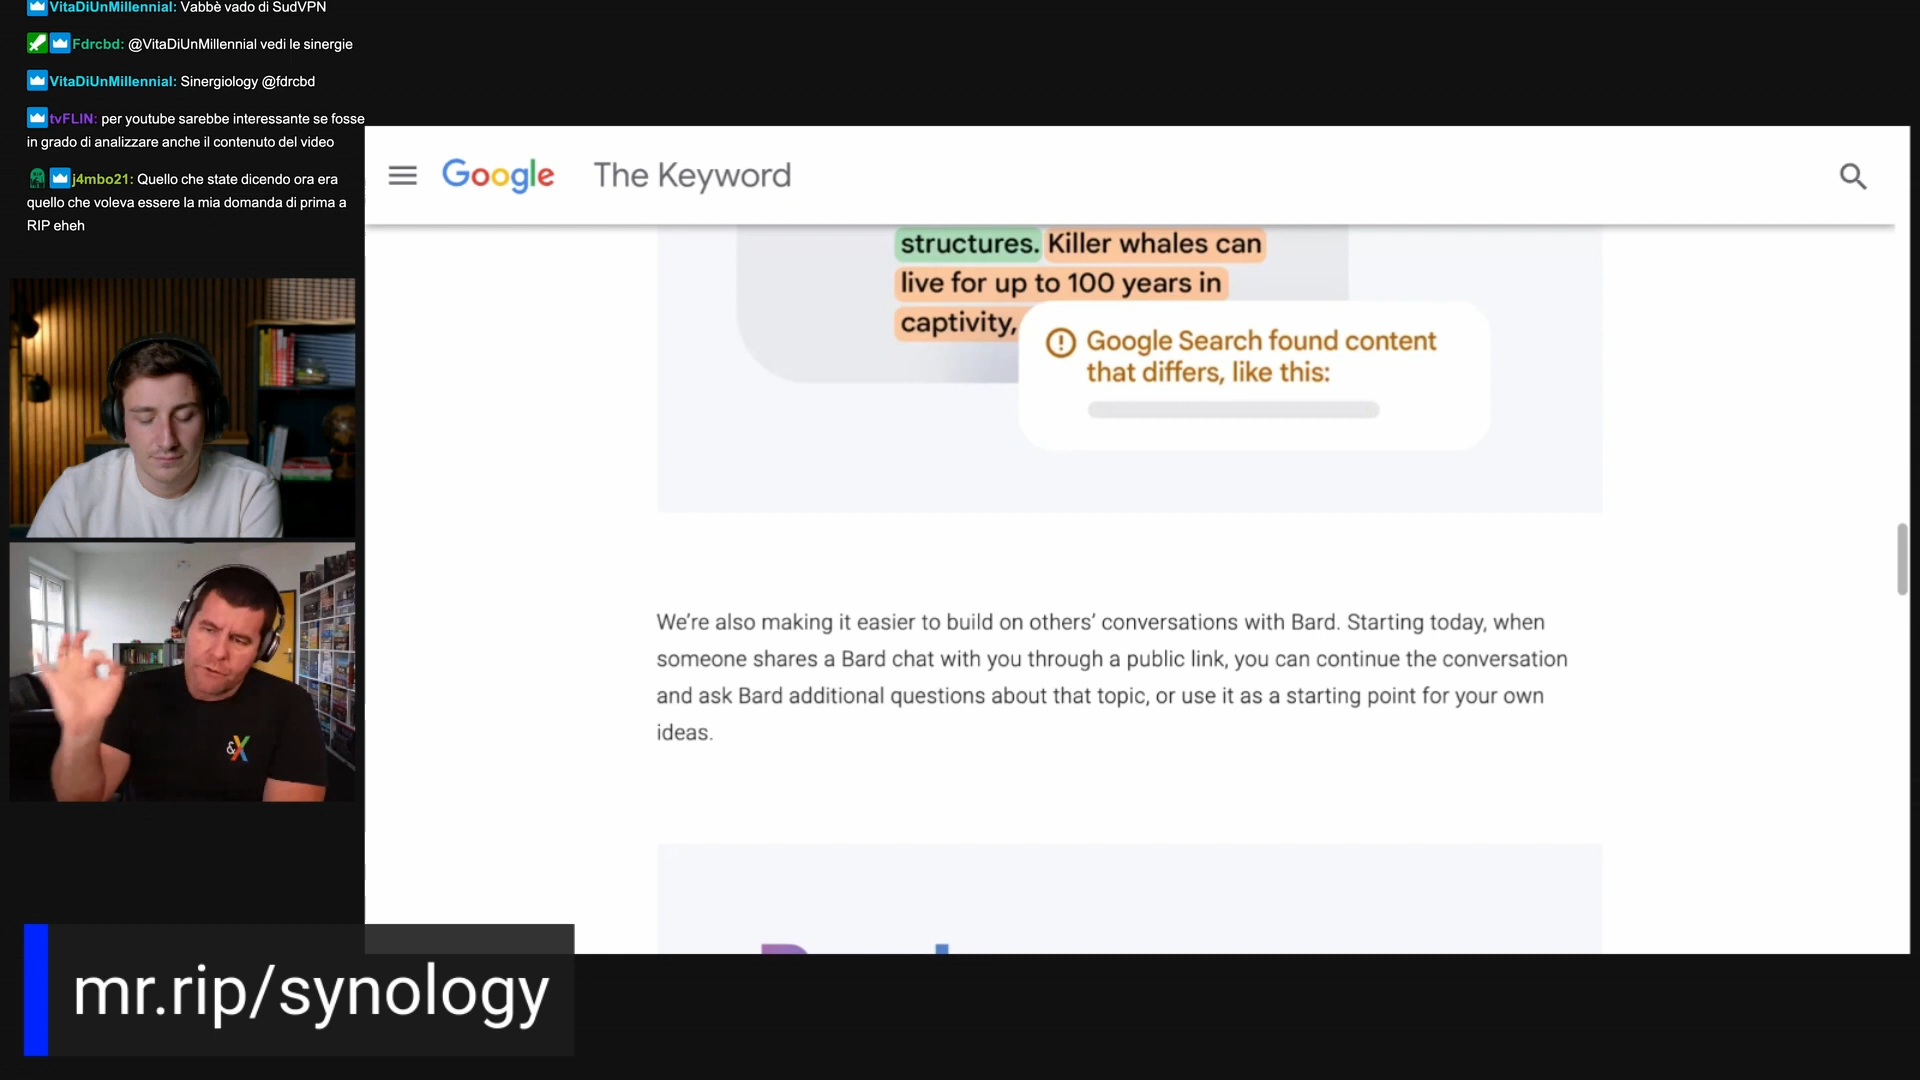 VitaDiUnMillennial: Vabbè vado di SudVPN
Fdrcbd: @VitaDiUnMillennial vedi le sinergie
VitaDiUnMillennial: Sinergiology @fdrcbd
tvFLIN: per youtube sarebbe interessante se fosse
in grado di analizzare anche il contenuto del video
j4mbo21: Quello che state dicendo ora era
quello che voleva essere la mia domanda di prima a
RIP eheh
Google The Keyword
structures. Killer whales can
live for up to 100 years in
captivity,
Google Search found content
that differs, like this:
We’re also making it easier to build on others’ conversations with Bard. Starting today, when
someone shares a Bard chat with you through a public link, you can continue the conversation
and ask Bard additional questions about that topic, or use it as a starting point for your own
ideas.
&X
mr.rip/synology